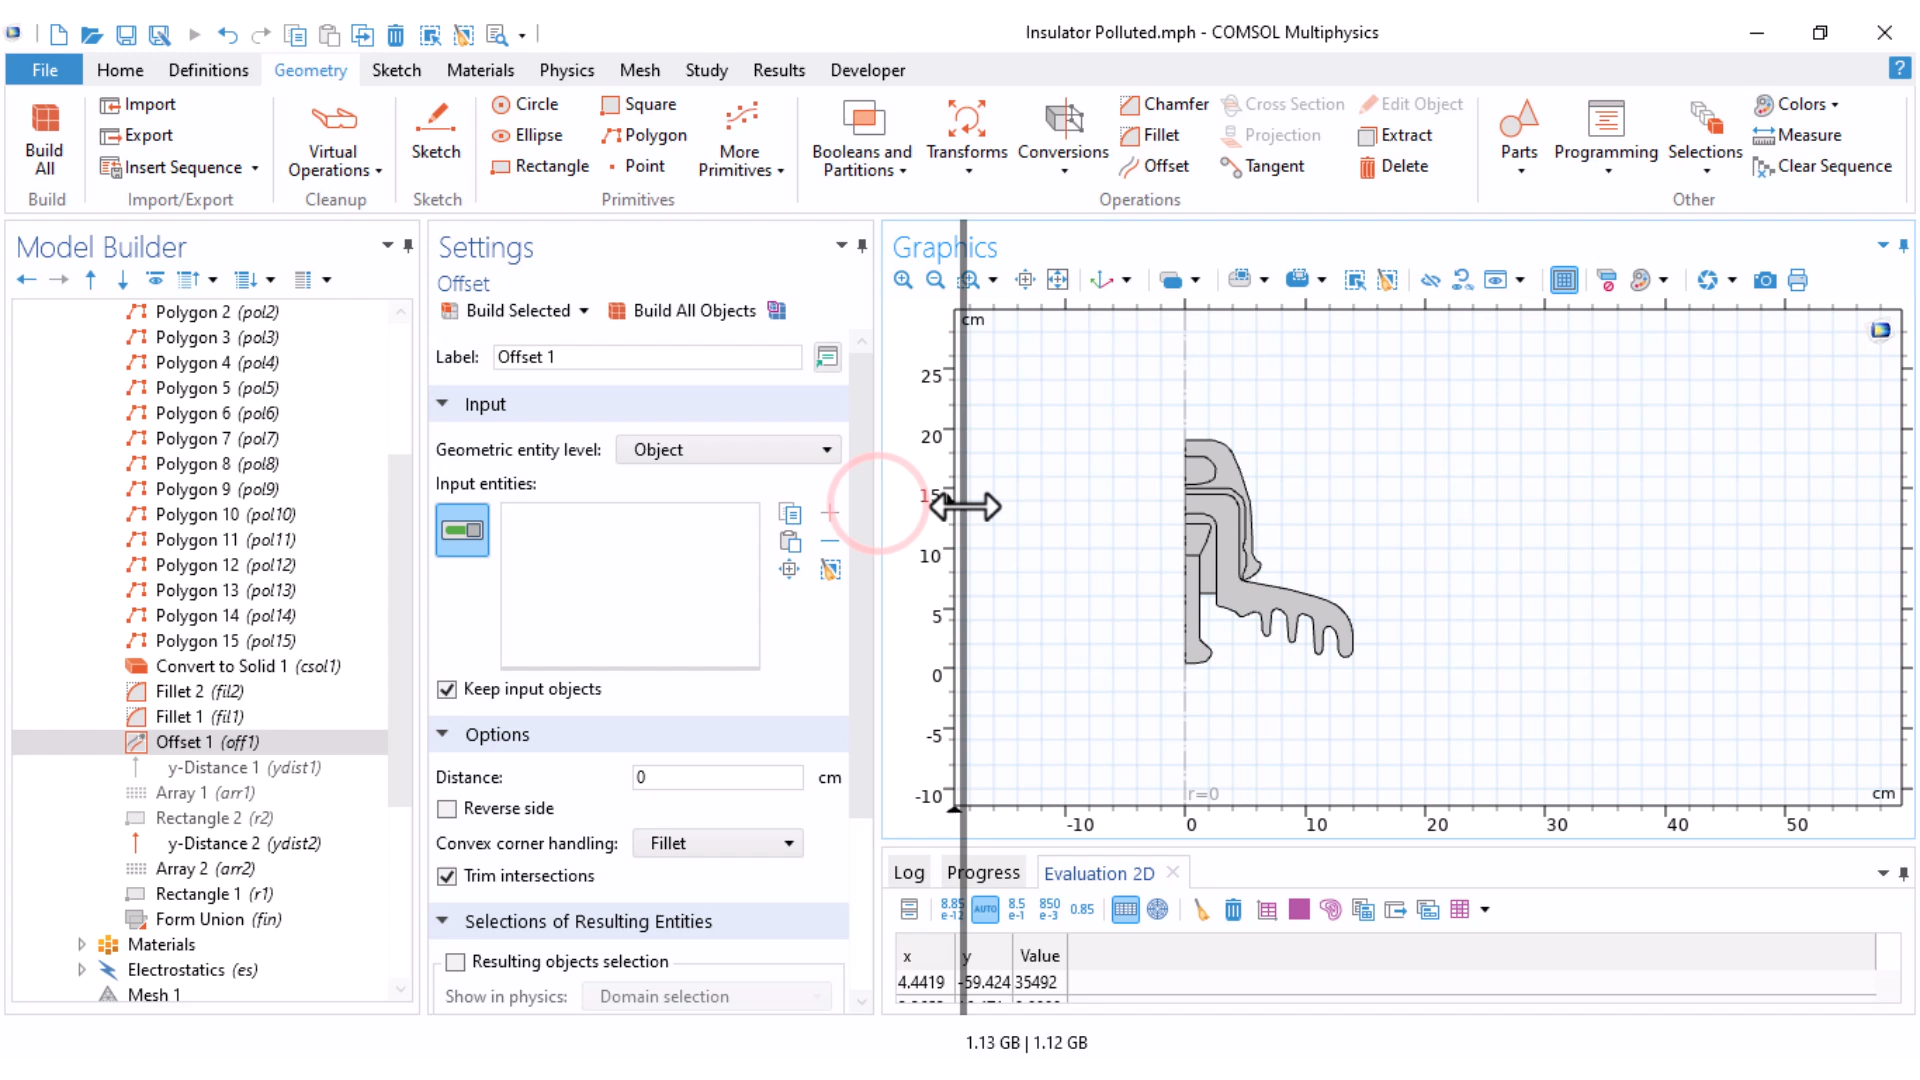 Insulator Polluted.mph - COMSOL Multiphysics
File Home Definitions Geometry Sketch Materials Physics Mesh Study Results Developer ?
Build All
Build
Import
Export
Insert Sequence
Import/Export
Virtual Operations
Cleanup
Sketch
Sketch
Circle Square
Ellipse Polygon
Rectangle Point
More Primitives
Primitives
Booleans and Partitions
Transforms
Conversions
Chamfer Cross Section Edit Object
Fillet Projection Extract
Offset Tangent Delete
Operations
Parts
Programming
Selections
Colors
Measure
Clear Sequence
Other
Model Builder
Polygon 2 (pol2)
Polygon 3 (pol3)
Polygon 4 (pol4)
Polygon 5 (pol5)
Polygon 6 (pol6)
Polygon 7 (pol7)
Polygon 8 (pol8)
Polygon 9 (pol9)
Polygon 10 (pol10)
Polygon 11 (pol11)
Polygon 12 (pol12)
Polygon 13 (pol13)
Polygon 14 (pol14)
Polygon 15 (pol15)
Convert to Solid 1 (csol1)
Fillet 2 (fil2)
Fillet 1 (fil1)
Offset 1 (off1)
y-Distance 1 (ydist1)
Array 1 (arr1)
Rectangle 2 (r2)
y-Distance 2 (ydist2)
Array 2 (arr2)
Rectangle 1 (r1)
Form Union (fin)
Materials
Electrostatics (es)
Mesh 1
Settings
Offset
Build Selected Build All Objects
Label: Offset 1
Input
Geometric entity level: Object
Input entities:
Keep input objects
Options
Distance: 0 cm
Reverse side
Convex corner handling: Fillet
Trim intersections
Selections of Resulting Entities
Resulting objects selection
Show in physics: Domain selection
Graphics
cm
25
20
15
10
5
0
-5
-10
r=0
cm
-10 0 10 20 30 40 50
Log Progress Evaluation 2D
8.85 e-12 AUTO 8.5 e-1 850 e-3 0.85
x y Value
4.4419 -59.424 35492
1.13 GB | 1.12 GB